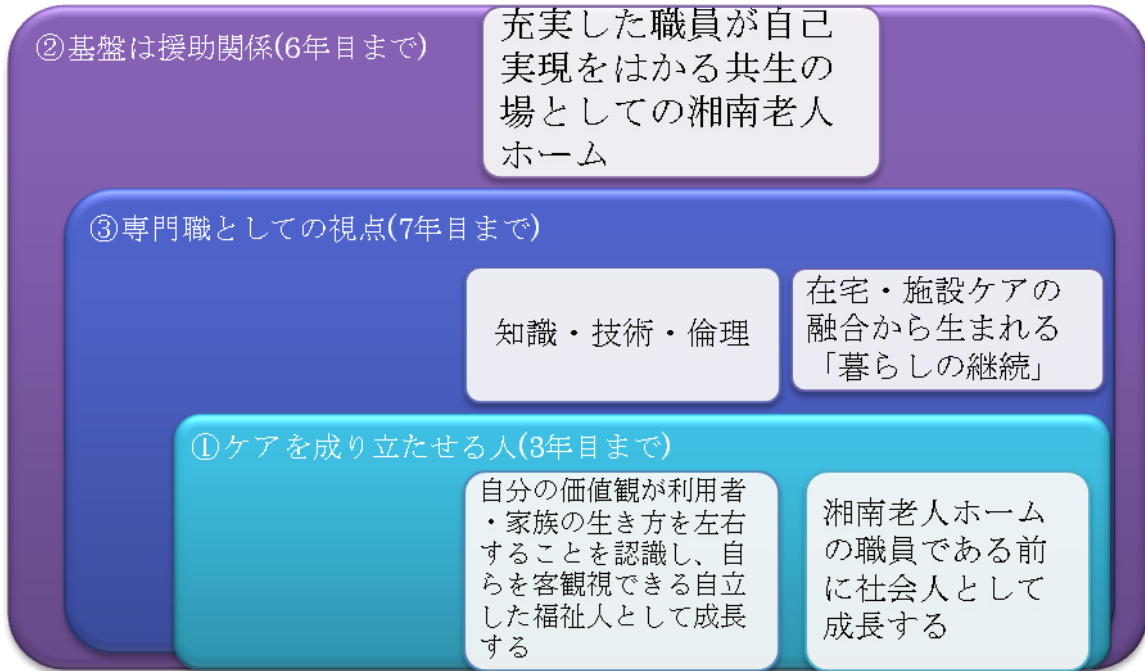 ②基盤は援助関係(6年目まで)
充実した職員が自己
実現をはかる共生の
場としての湘南老人
ホーム
③専門職としての視点(7年目まで)
知識・技術・倫理
在宅・施設ケアの
融合から生まれる
「暮らしの継続」
①ケアを成り立たせる人(3年目まで)
自分の価値観が利用者
・家族の生き方を左右
することを認識し、自
らを客観視できる自立
した福祉人として成長
する
湘南老人ホーム
の職員である前
に社会人として
成長する